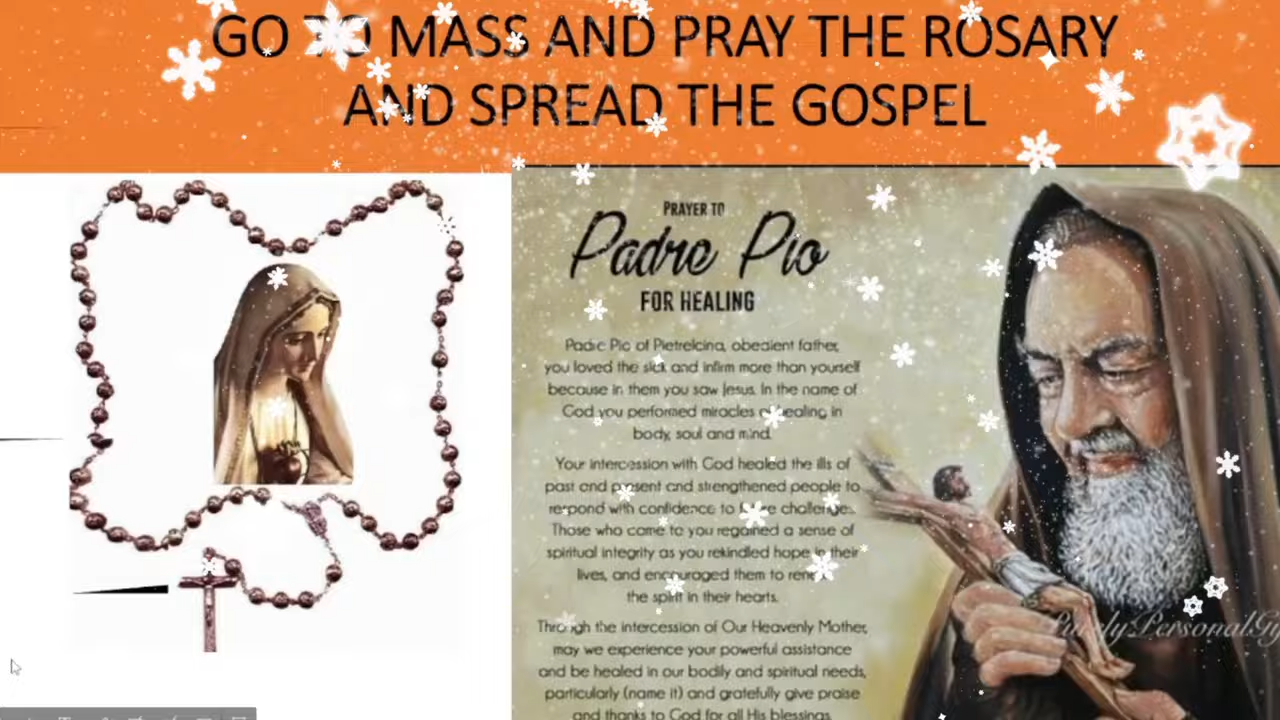 GO TO MASS AND PRAY THE ROSARY
AND SPREAD THE GOSPEL
PRAYER TO
Padre Pio
FOR HEALING
Padre Pio of Pietrelcina, obedient father,
you loved the sick and infirm more than yourself
because in them you saw Jesus. In the name of
God you performed miracles of healing in
body, soul and mind.
Your intercession with God healed the ills of
past and present and strengthened people to
respond with confidence to future challenges.
Those who came to you regained a sense of
spiritual integrity as you rekindled hope in their
lives, and encouraged them to renew
the spirit in their hearts.
Through the intercession of Our Heavenly Mother,
may we experience your powerful assistance
and be healed in our bodily and spiritual needs,
particularly (name it) and gratefully give praise
and thanks to God for all His blessings.